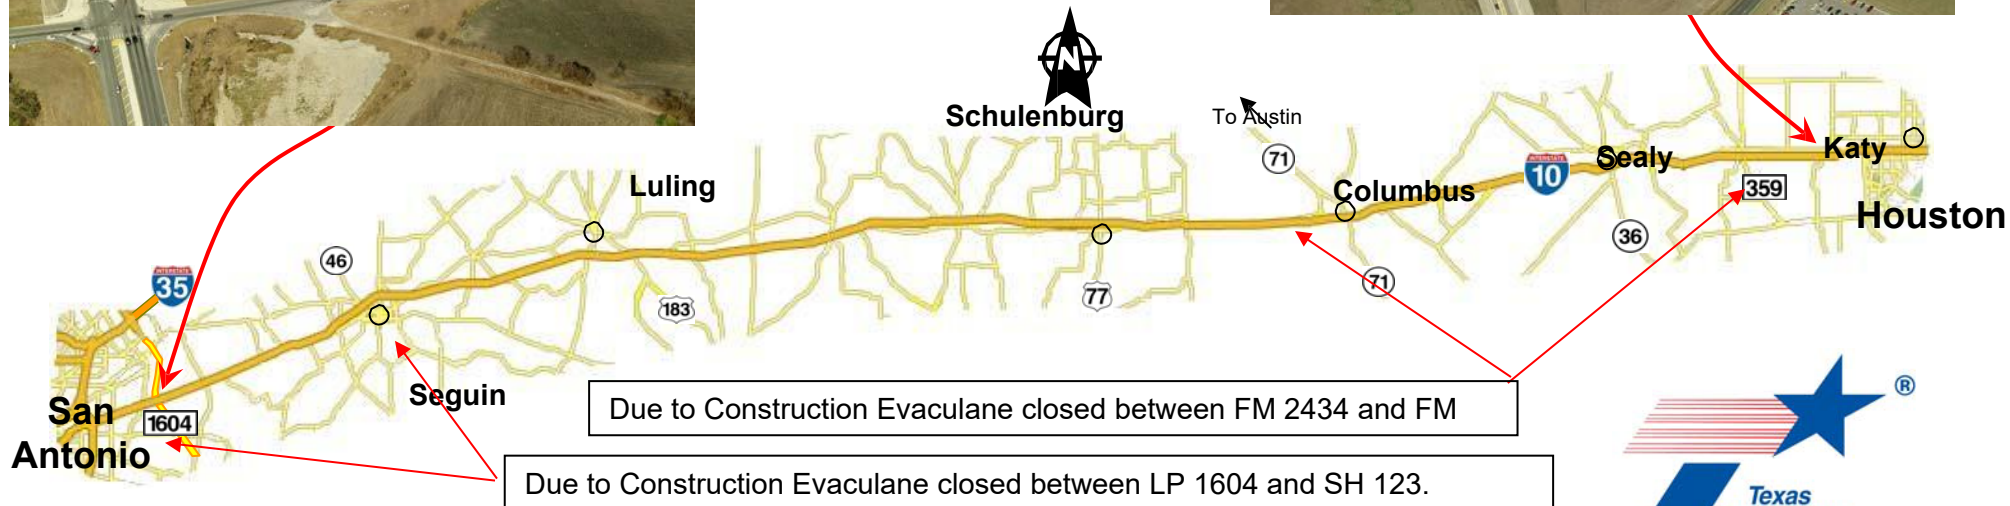 N
Schulenburg
To Austin
71
INTERSTATE
10
Sealy
Katy
Luling
Columbus
359
Houston
36
46
INTERSTATE
35
183
77
71
Seguin
San
Antonio
1604
Due to Construction Evaculane closed between FM 2434 and FM
Due to Construction Evaculane closed between LP 1604 and SH 123.
®
Texas